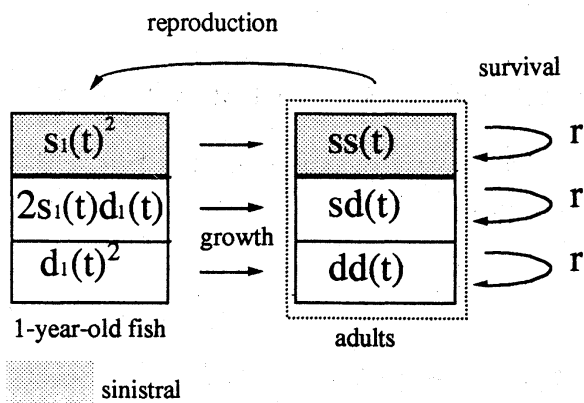 reproduction
survival
s₁(t)² ss(t) r
2s₁(t)d₁(t) sd(t) r
growth
d₁(t)² dd(t) r
1-year-old fish
adults
sinistral